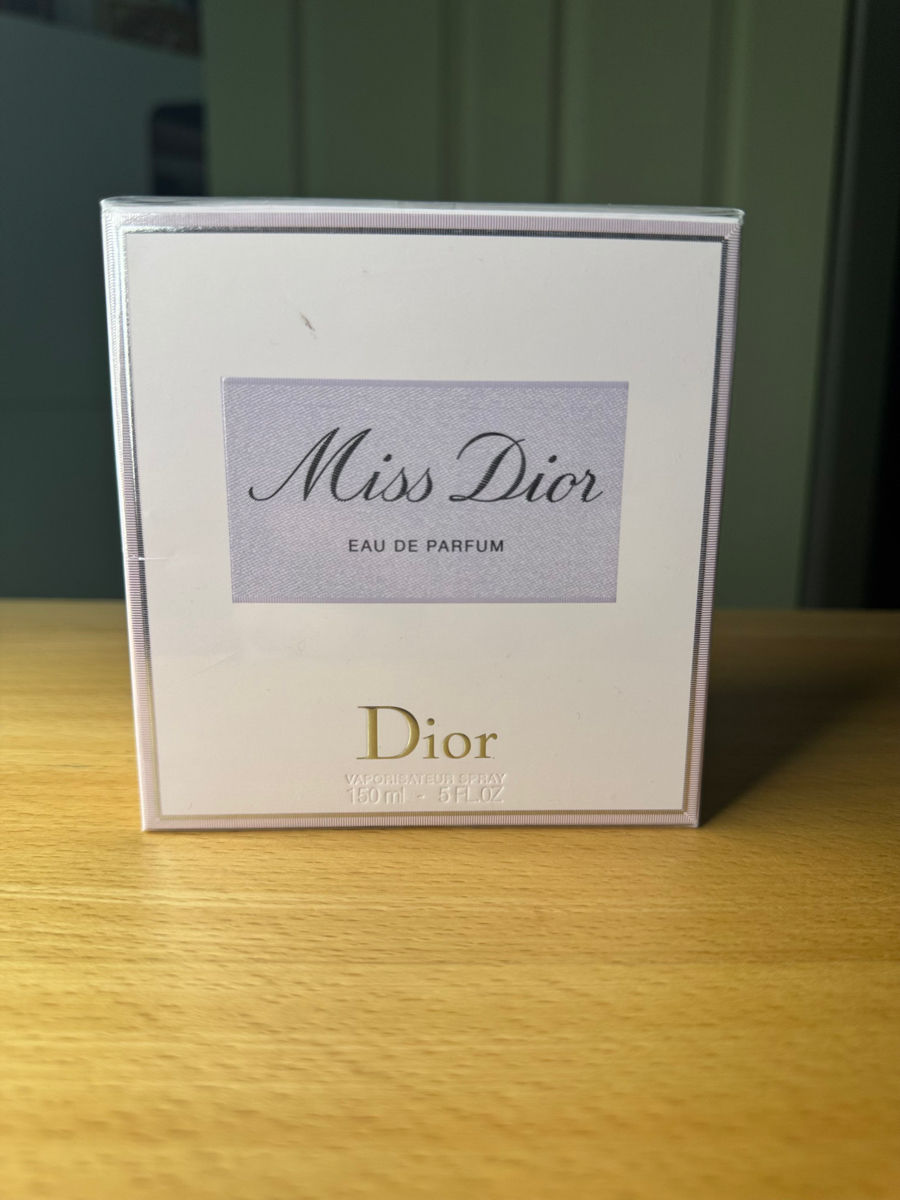 Miss Dior
EAU DE PARFUM
Dior
VAPORISATEUR SPRAY
150 ml - 5 FL.OZ